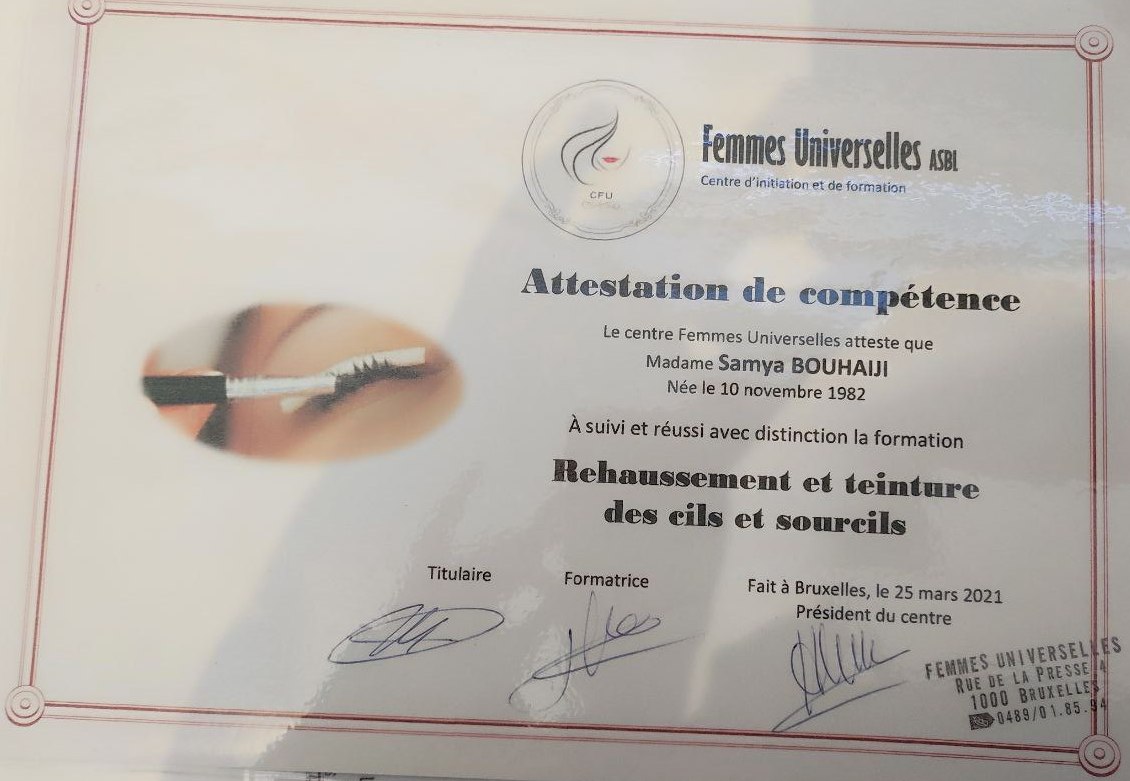 CFU
Femmes Universelles ASBL
Centre d'initiation et de formation
Attestation de compétence
Le centre Femmes Universelles atteste que
Madame Samya BOUHAIJI
Née le 10 novembre 1982
À suivi et réussi avec distinction la formation
Rehaussement et teinture
des cils et sourcils
Titulaire
Formatrice
Fait à Bruxelles, le 25 mars 2021
Président du centre
FEMMES UNIVERSELLES
RUE DE LA PRESSE 4
1000 BRUXELLES
0489/01.85.94